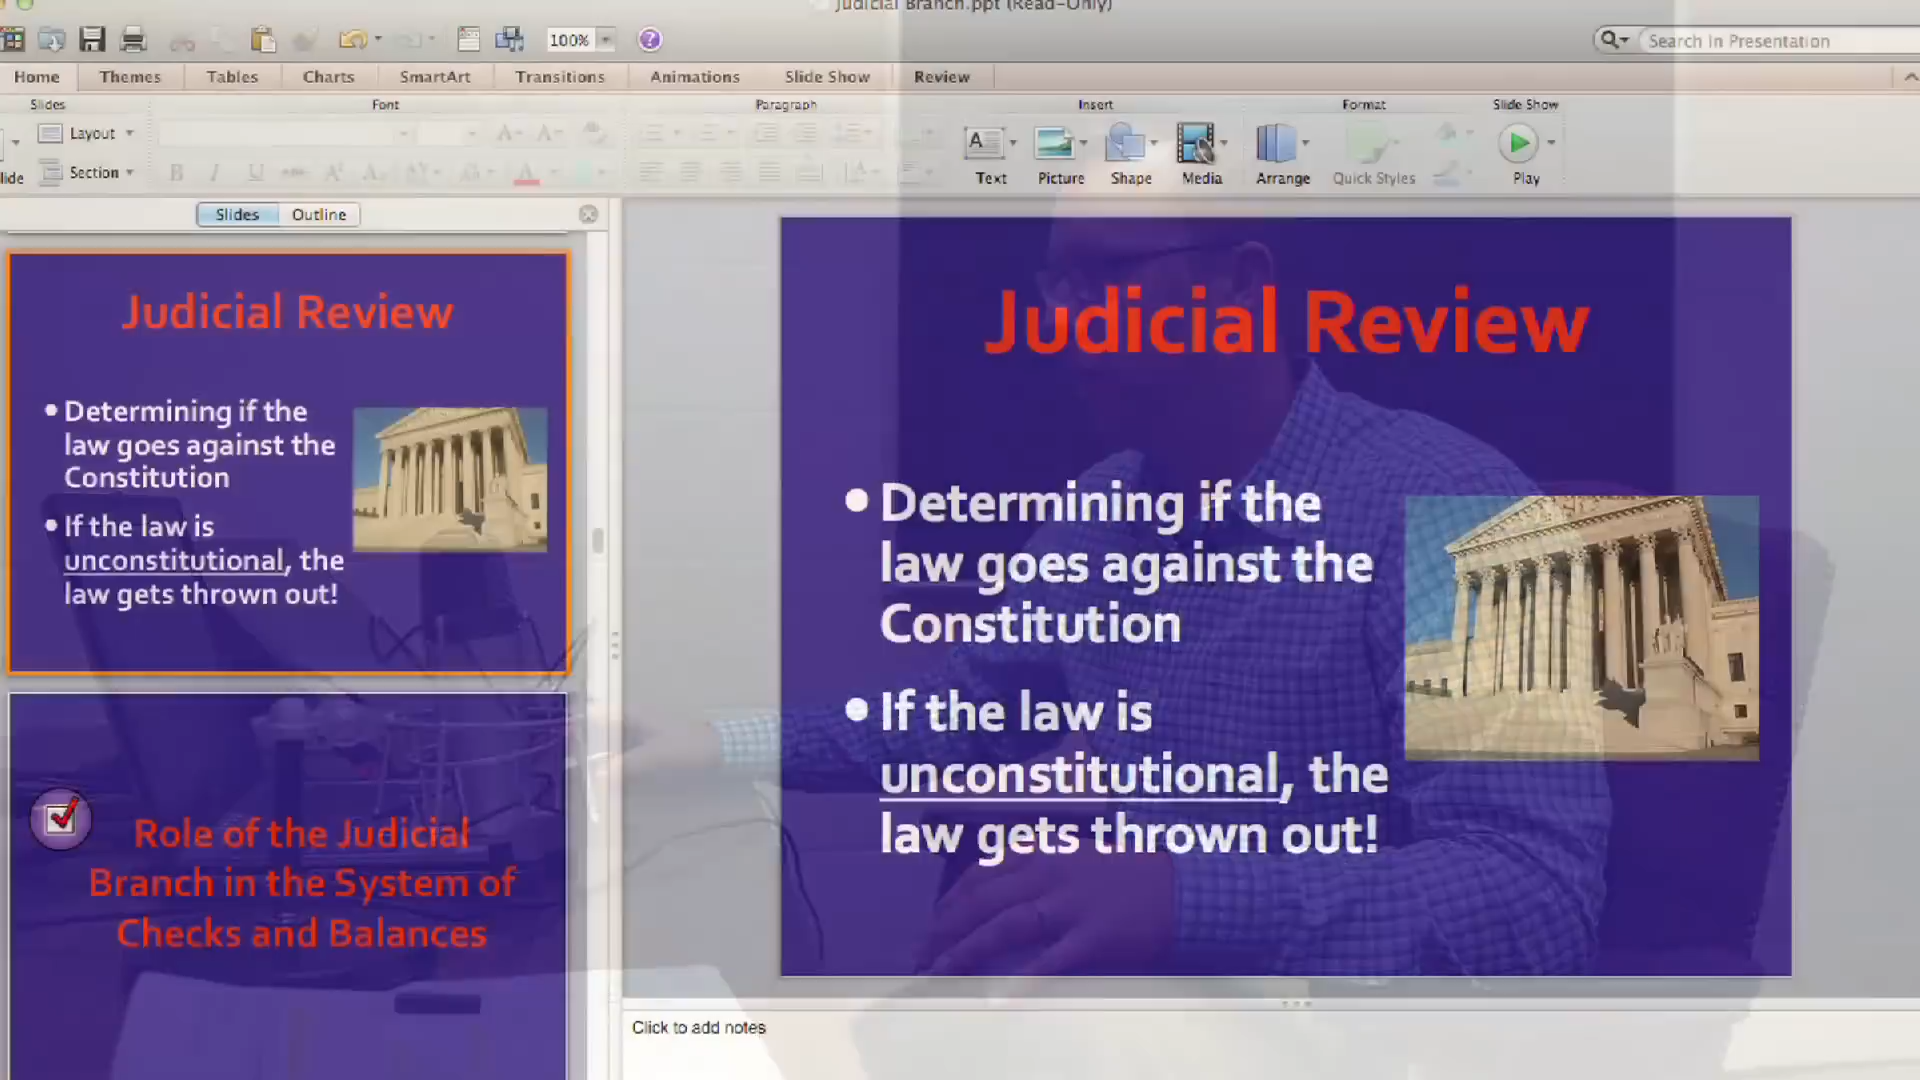 Judicial Branch.ppt (Read-Only)
100%
Search in Presentation
Home Themes Tables Charts SmartArt Transitions Animations Slide Show Review
Slides Font Paragraph Insert Format Slide Show
Layout
Section
Text Picture Shape Media Arrange Quick Styles Play
Slides Outline
Judicial Review
• Determining if the
law goes against the
Constitution
• If the law is
unconstitutional, the
law gets thrown out!
Role of the Judicial
Branch in the System of
Checks and Balances
Judicial Review
• Determining if the
law goes against the
Constitution
• If the law is
unconstitutional, the
law gets thrown out!
Click to add notes